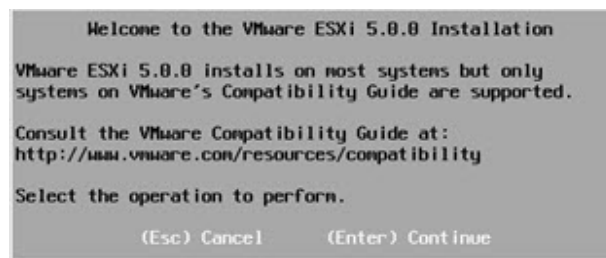 Welcome to the VMware ESXi 5.0.0 Installation
VMware ESXi 5.0.0 installs on most systems but only
systems on VMware's Compatibility Guide are supported.
Consult the VMware Compatibility Guide at:
http://www.vmware.com/resources/compatibility
Select the operation to perform.
(Esc) Cancel (Enter) Continue